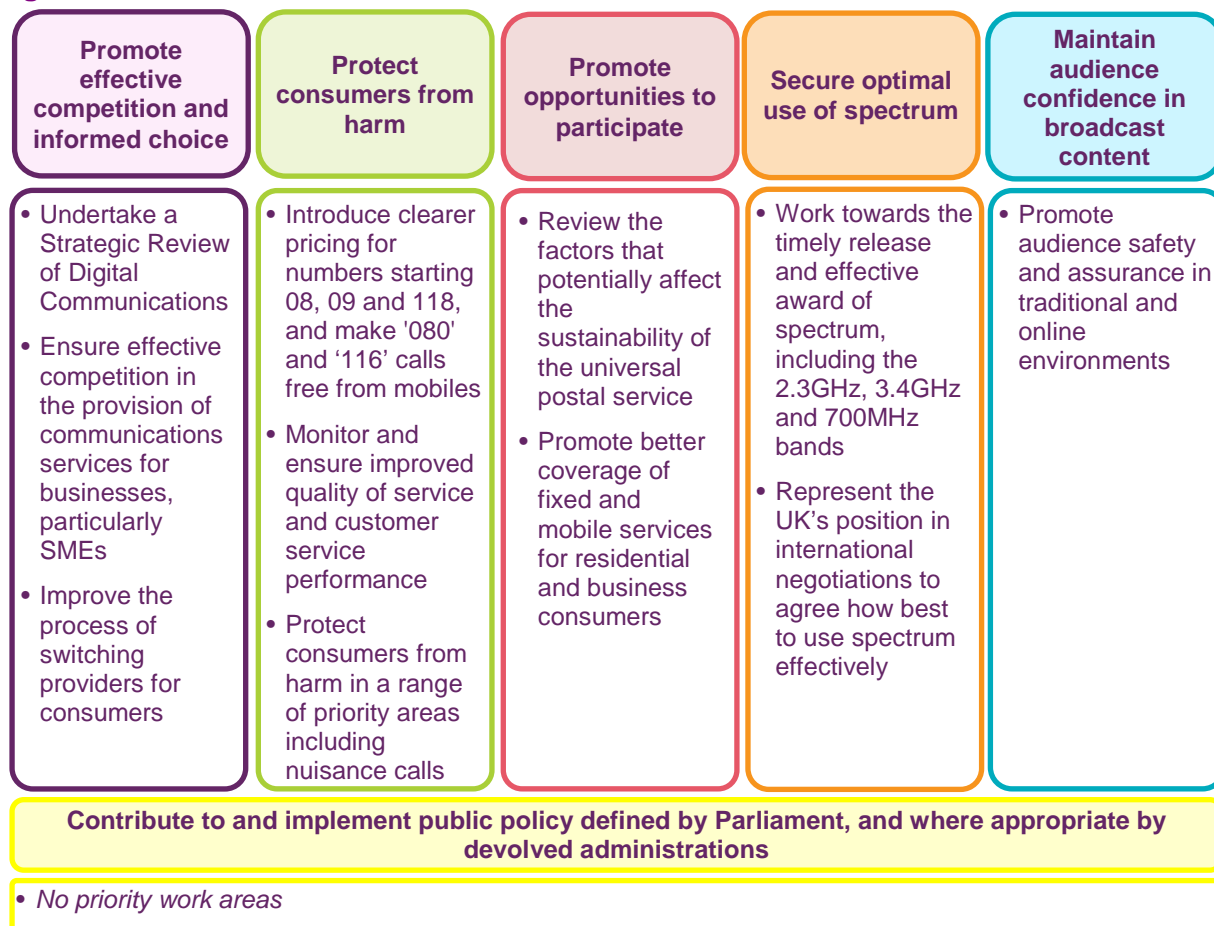 Promote
effective
competition and
informed choice
• Undertake a
Strategic Review
of Digital
Communications
• Ensure effective
competition in
the provision of
communications
services for
businesses,
particularly
SMEs
• Improve the
process of
switching
providers for
consumers
Protect
consumers from
harm
• Introduce clearer
pricing for
numbers starting
08, 09 and 118,
and make '080'
and ‘116’ calls
free from mobiles
• Monitor and
ensure improved
quality of service
and customer
service
performance
• Protect
consumers from
harm in a range
of priority areas
including
nuisance calls
Promote
opportunities to
participate
• Review the
factors that
potentially affect
the
sustainability of
the universal
postal service
• Promote better
coverage of
fixed and
mobile services
for residential
and business
consumers
Secure optimal
use of spectrum
• Work towards the
timely release
and effective
award of
spectrum,
including the
2.3GHz, 3.4GHz
and 700MHz
bands
• Represent the
UK’s position in
international
negotiations to
agree how best
to use spectrum
effectively
Maintain
audience
confidence in
broadcast
content
• Promote
audience safety
and assurance in
traditional and
online
environments
Contribute to and implement public policy defined by Parliament, and where appropriate by
devolved administrations
• No priority work areas